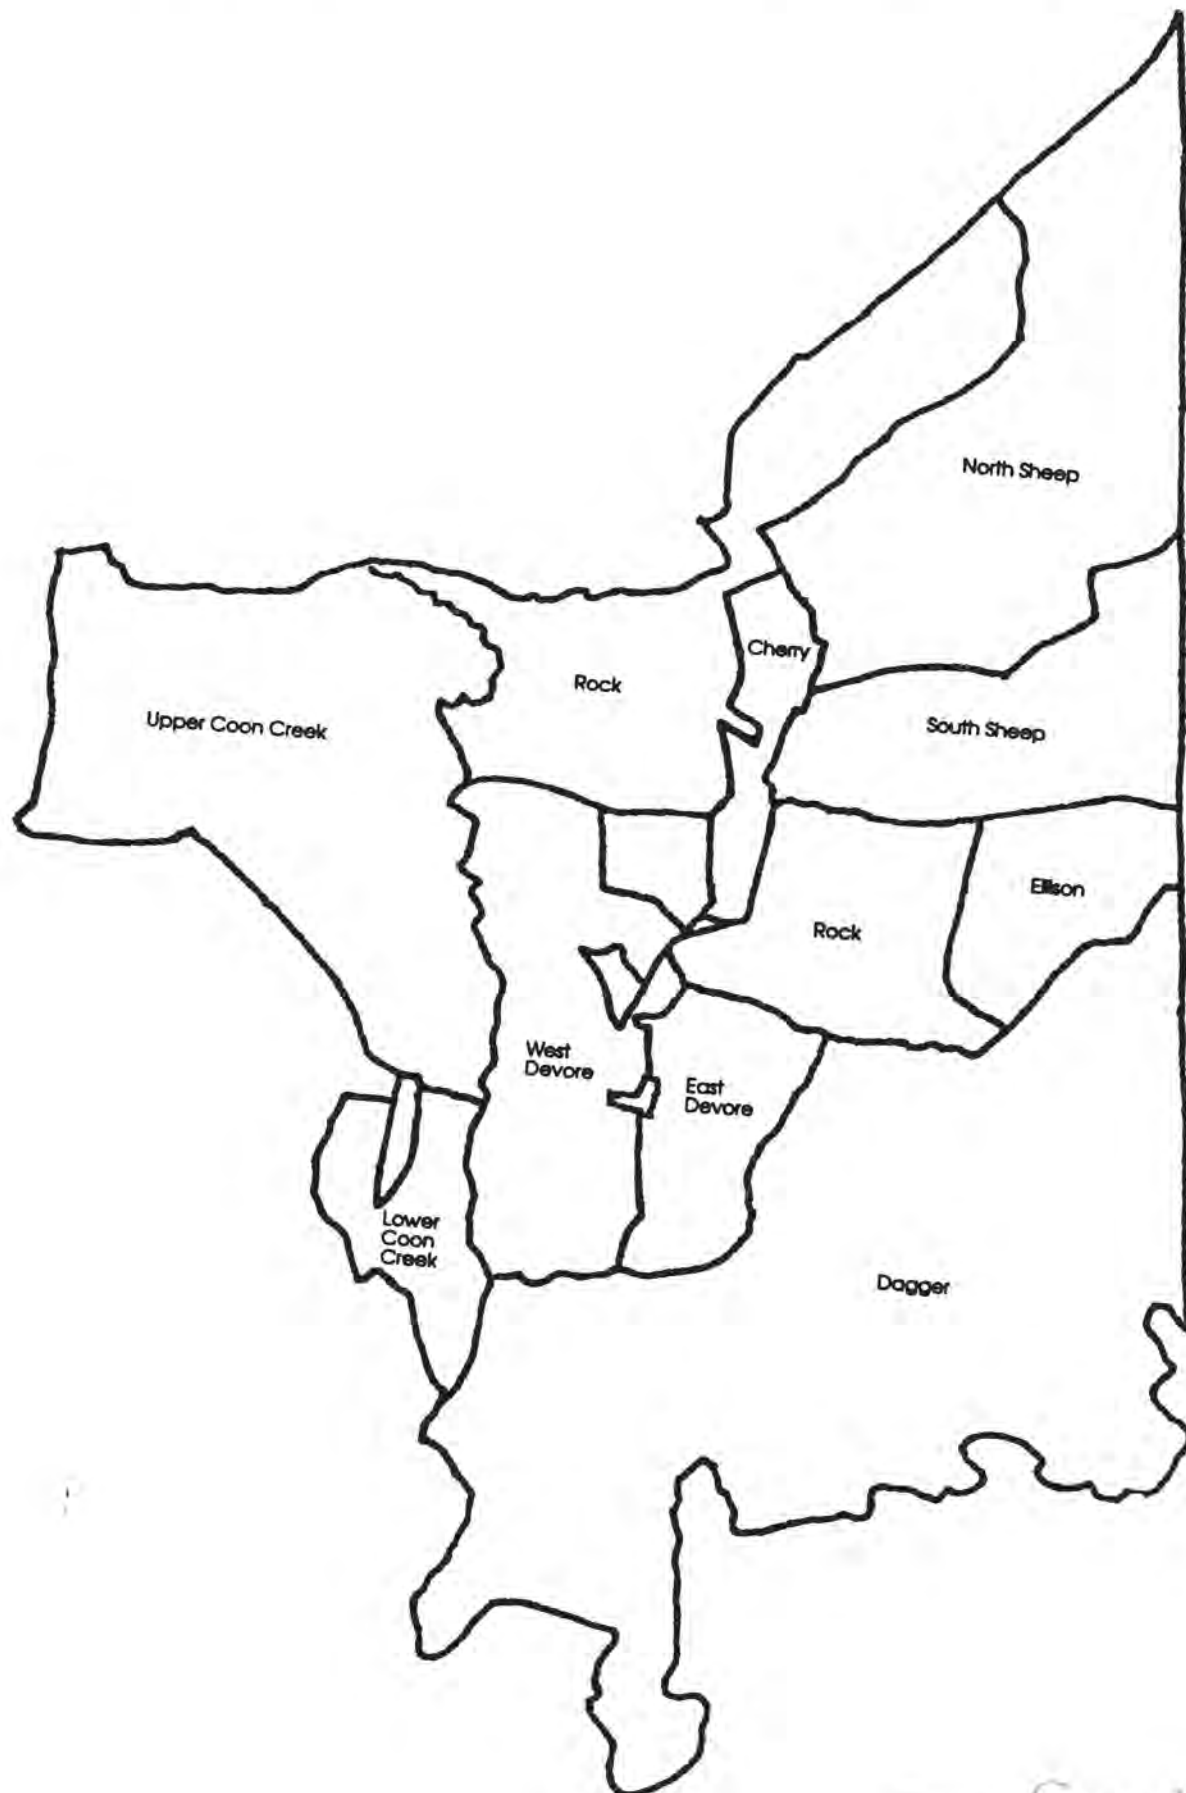 North Sheep
Cherry
Rock
Upper Coon Creek
South Sheep
Ellison
Rock
West
Devore
East
Devore
Lower
Coon
Creek
Dagger